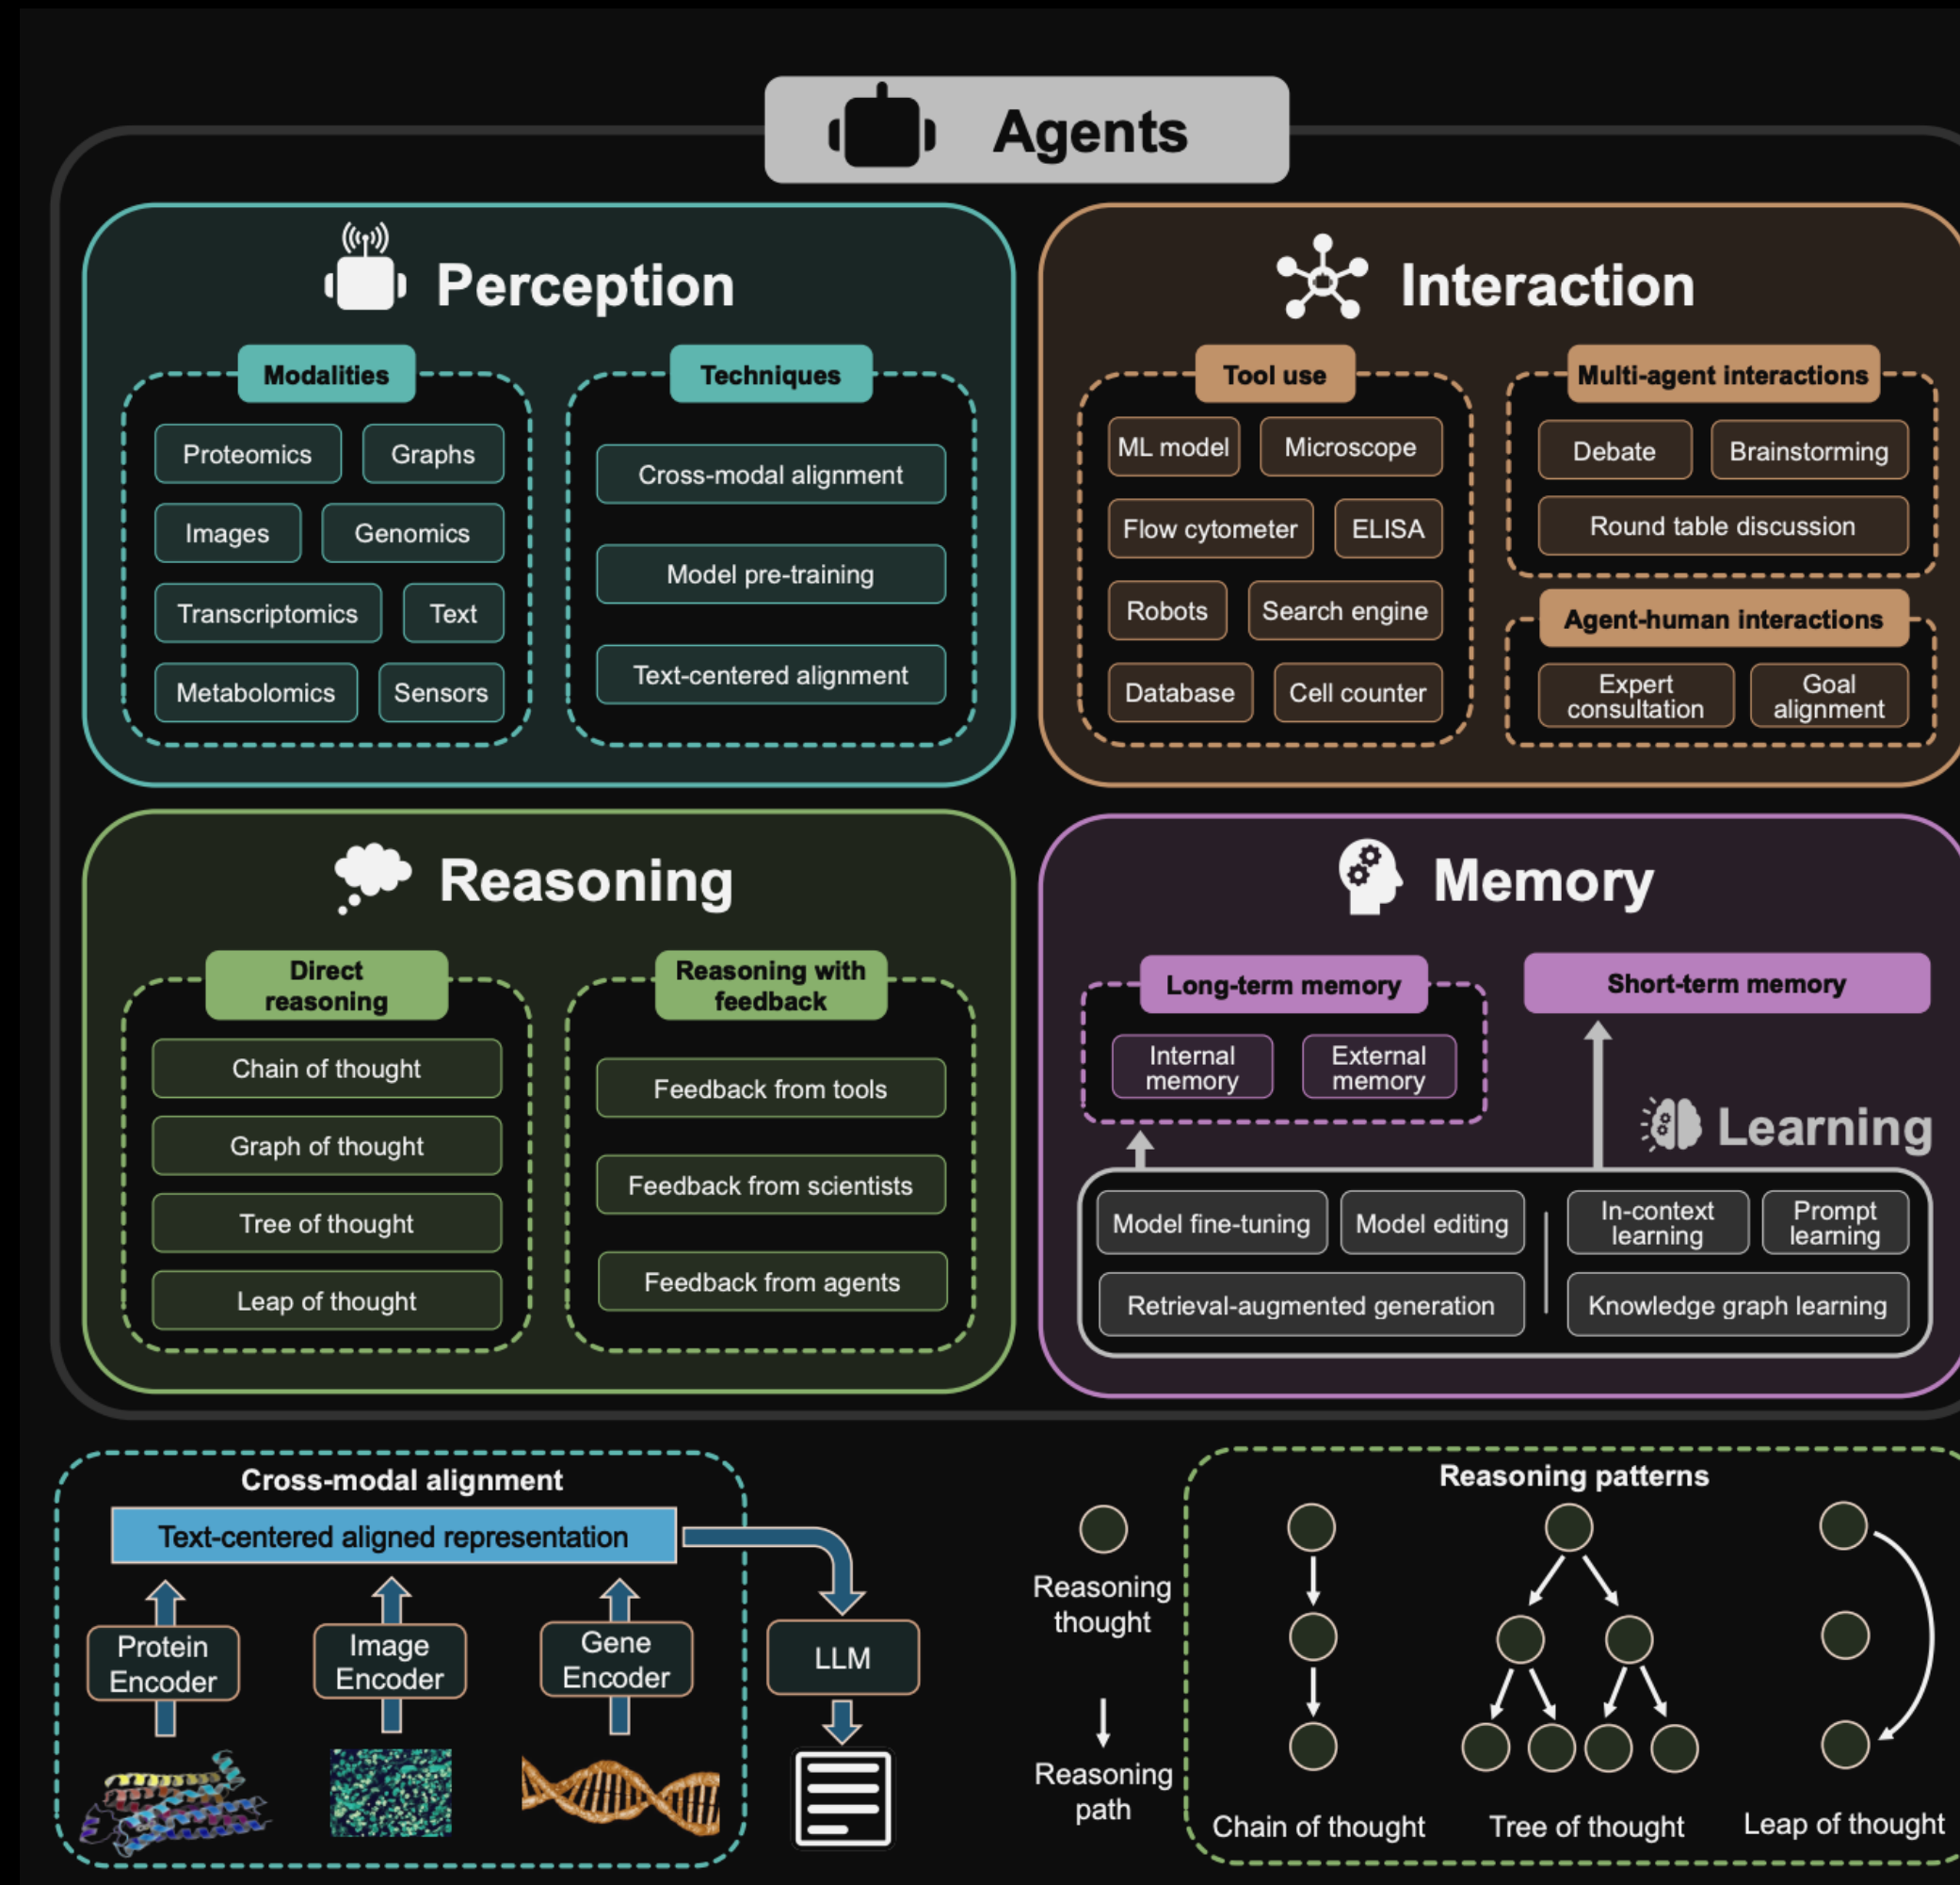 Agents
Perception
Modalities
Proteomics
Graphs
Images
Genomics
Transcriptomics
Text
Metabolomics
Sensors
Techniques
Cross-modal alignment
Model pre-training
Text-centered alignment
Interaction
Tool use
ML model
Microscope
Flow cytometer
ELISA
Robots
Search engine
Database
Cell counter
Multi-agent interactions
Debate
Brainstorming
Round table discussion
Agent-human interactions
Expert
consultation
Goal
alignment
Reasoning
Direct
reasoning
Chain of thought
Graph of thought
Tree of thought
Leap of thought
Reasoning with
feedback
Feedback from tools
Feedback from scientists
Feedback from agents
Memory
Long-term memory
Internal
memory
External
memory
Short-term memory
Learning
Model fine-tuning
Model editing
Retrieval-augmented generation
In-context
learning
Prompt
learning
Knowledge graph learning
Cross-modal alignment
Text-centered aligned representation
Protein
Encoder
Image
Encoder
Gene
Encoder
LLM
Reasoning
thought
Reasoning
path
Reasoning patterns
Chain of thought
Tree of thought
Leap of thought